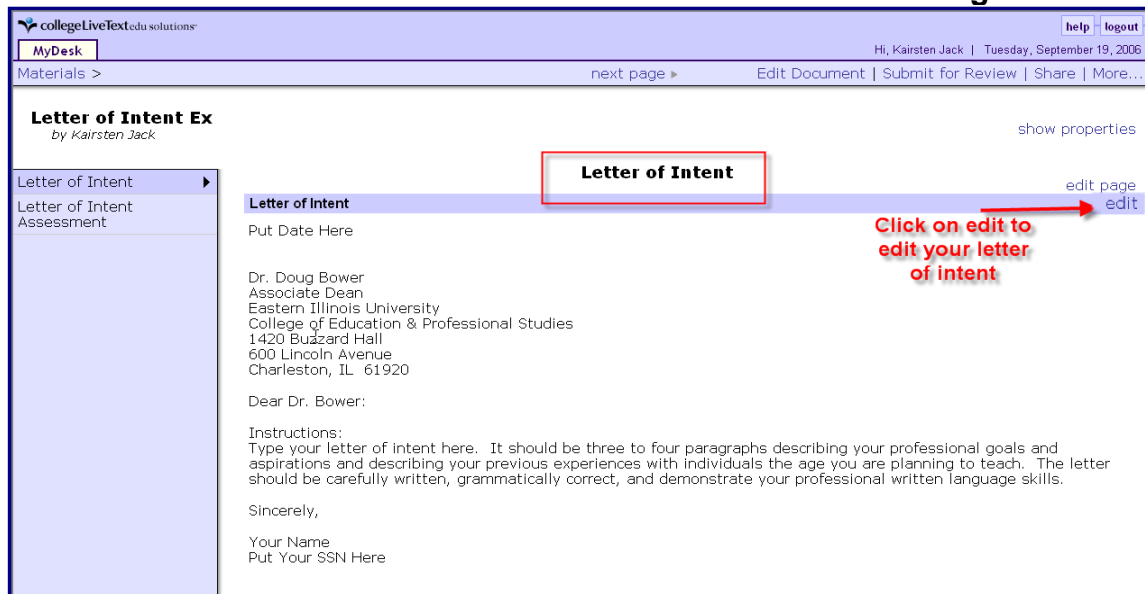 collegeLiveText edu solutions
help logout
MyDesk
Hi, Kairsten Jack | Tuesday, September 19, 2006
Materials >
next page
Edit Document | Submit for Review | Share | More...
Letter of Intent Ex
by Kairsten Jack
show properties
Letter of Intent
Letter of Intent
edit page
Letter of Intent
Assessment
Letter of Intent
edit
Click on edit to
edit your letter
of intent
Put Date Here
Dr. Doug Bower
Associate Dean
Eastern Illinois University
College of Education & Professional Studies
1420 Buzzard Hall
600 Lincoln Avenue
Charleston, IL 61920
Dear Dr. Bower:
Instructions:
Type your letter of intent here. It should be three to four paragraphs describing your professional goals and
aspirations and describing your previous experiences with individuals the age you are planning to teach. The letter
should be carefully written, grammatically correct, and demonstrate your professional written language skills.
Sincerely,
Your Name
Put Your SSN Here